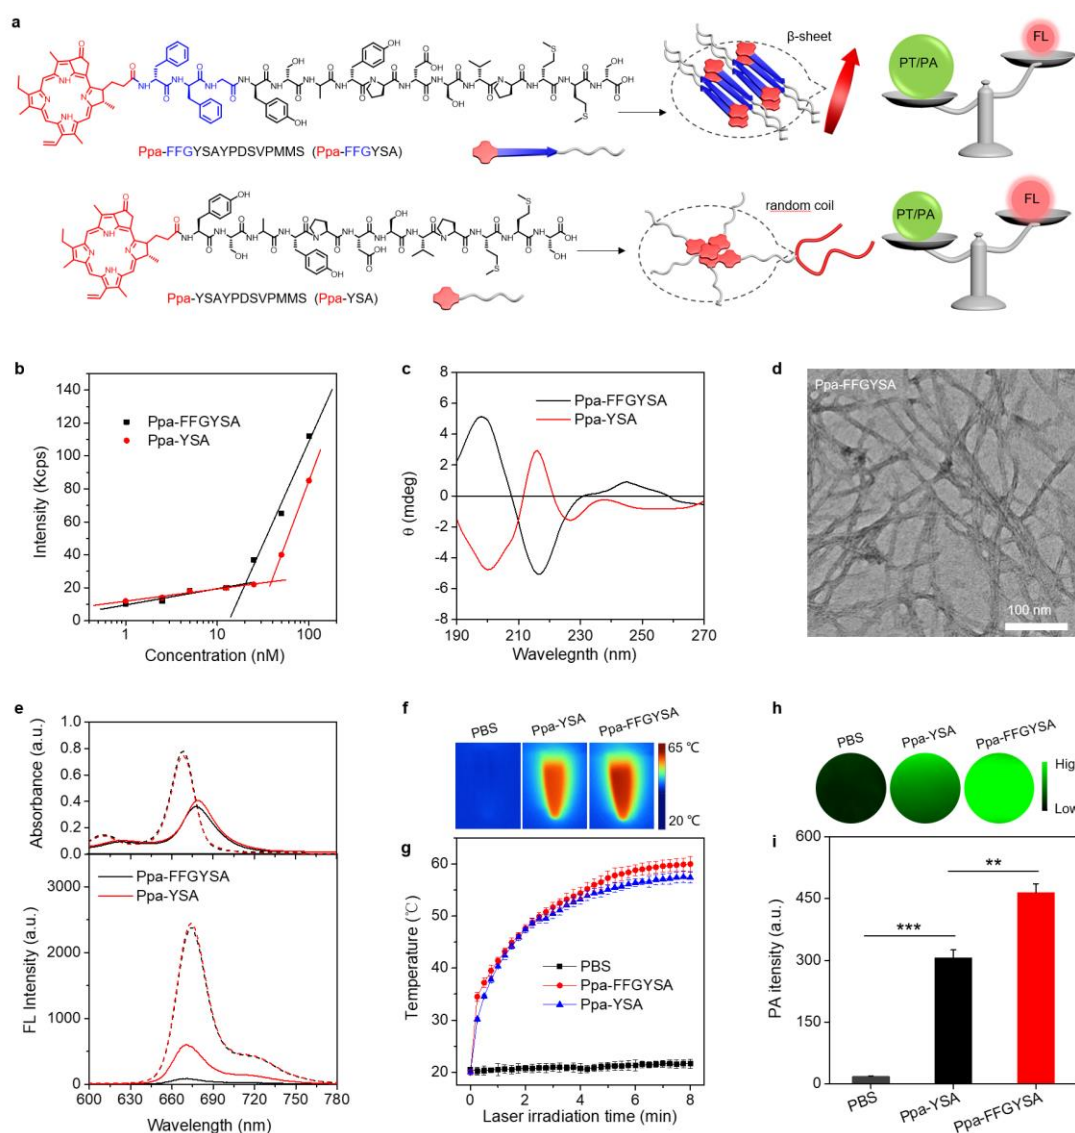 a
β-sheet
PT/PA
FL
Ppa-FFGYSAYPDSVPMMS (Ppa-FFGYSA)
random coil
PT/PA
FL
Ppa-YSAYPDSVPMMS (Ppa-YSA)
b
Ppa-FFGYSA
Ppa-YSA
Intensity (Kcps)
140
120
100
80
60
40
20
0
1
10
100
Concentration (nM)
c
Ppa-FFGYSA
Ppa-YSA
θ (mdeg)
8
6
4
2
0
-2
-4
-6
-8
190
210
230
250
270
Wavelegnth (nm)
d
Ppa-FFGYSA
100 nm
e
Absorbance (a.u.)
1.0
0.8
0.6
0.4
0.2
0.0
Ppa-FFGYSA
Ppa-YSA
FL Intensity (a.u.)
3000
2000
1000
0
600
630
660
690
720
750
780
Wavelength (nm)
f
PBS
Ppa-YSA
Ppa-FFGYSA
65 ℃
20 ℃
g
Temperature (℃)
60
50
40
30
20
PBS
Ppa-FFGYSA
Ppa-YSA
0
2
4
6
8
Laser irradiation time (min)
h
PBS
Ppa-YSA
Ppa-FFGYSA
Hig
Low
i
PA itensity (a.u.)
600
450
300
150
0
***
**
PBS
Ppa-YSA
Ppa-FFGYSA